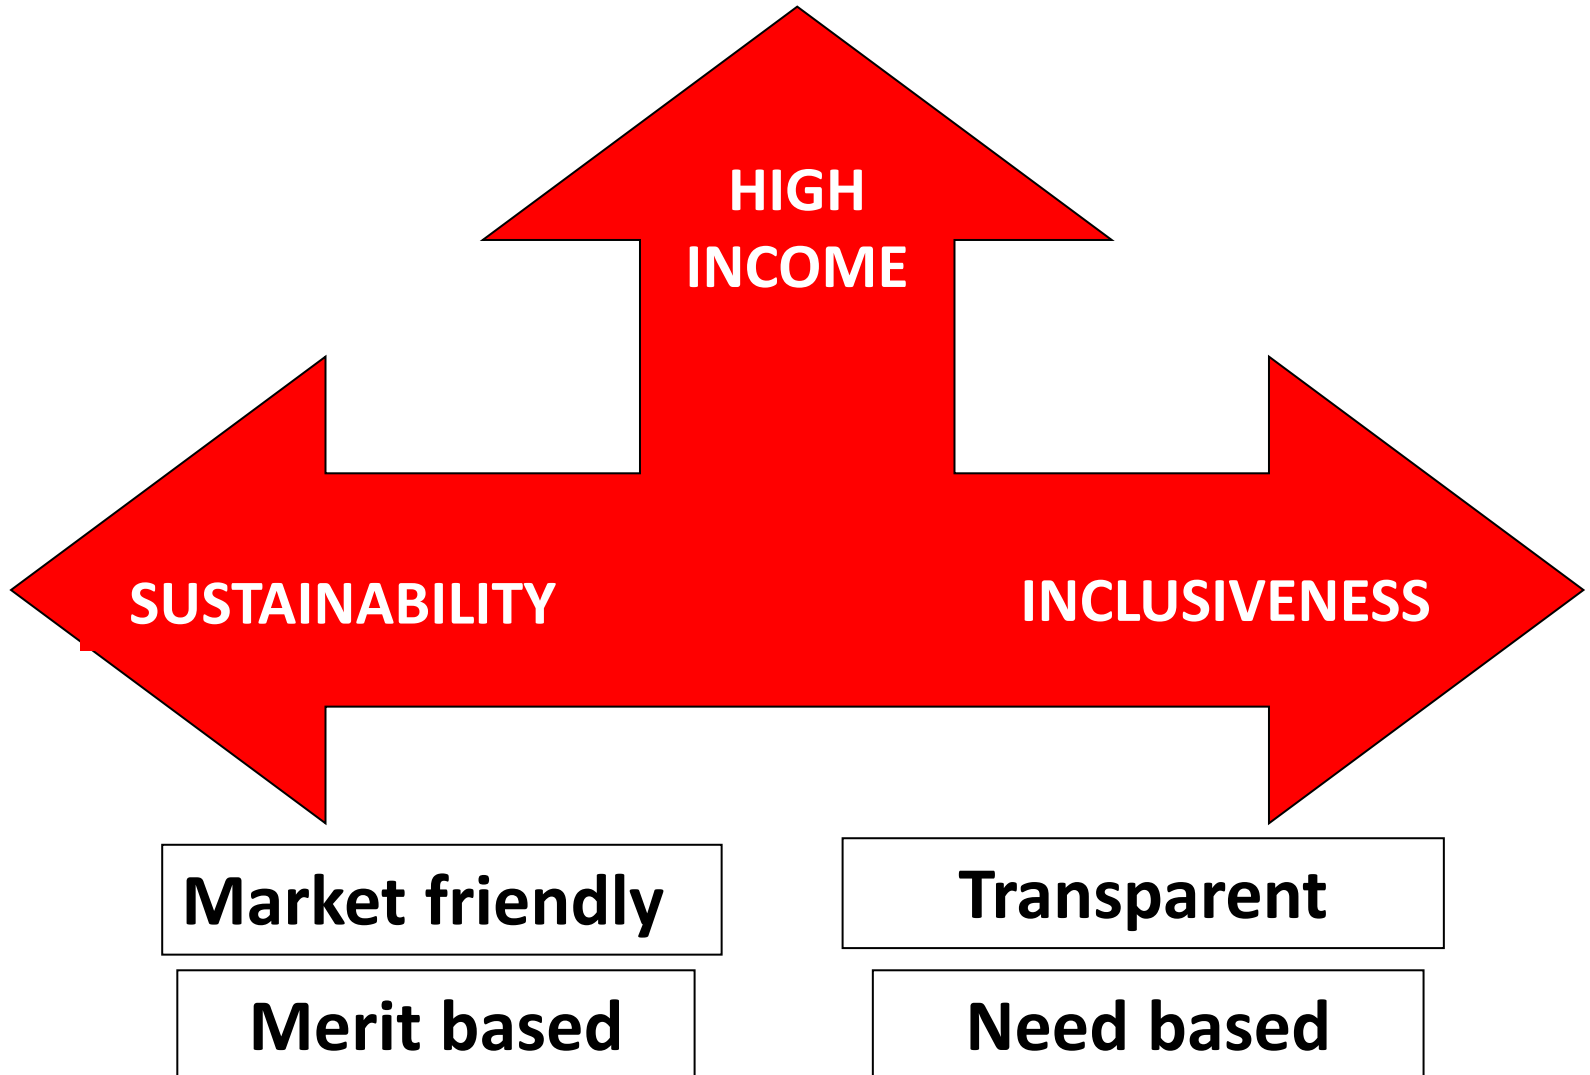 HIGH
INCOME
SUSTAINABILITY
INCLUSIVENESS
Market friendly
Transparent
Merit based
Need based